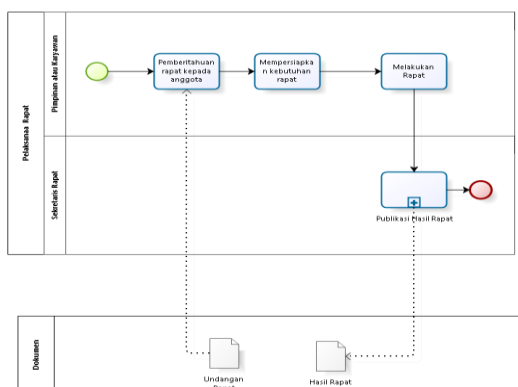 Pelaksanaa Rapat
Pimpinan atau Karyawan
Pemberitahuan
rapat kepada
anggota
Mempersiapka
n kebutuhan
rapat
Melakukan
Rapat
Sekretaris Rapat
Publikasi Hasil Rapat
Dokumen
Undangan
Rapat
Hasil Rapat